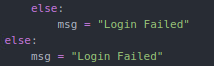 else:
msg = "Login Failed"
else:
msg = "Login Failed"